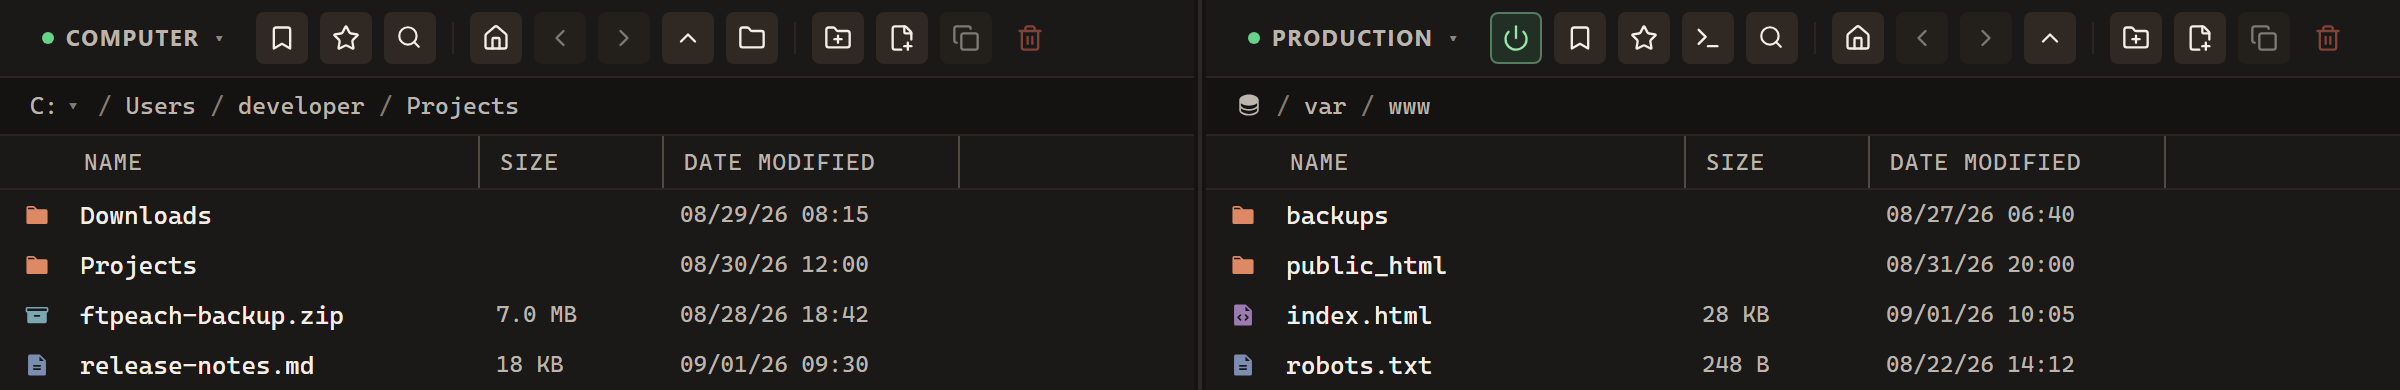 COMPUTER
C: / Users / developer / Projects
NAME SIZE DATE MODIFIED
Downloads 08/29/26 08:15
Projects 08/30/26 12:00
ftpeach-backup.zip 7.0 MB 08/28/26 18:42
release-notes.md 18 KB 09/01/26 09:30
PRODUCTION
/ var / www
NAME SIZE DATE MODIFIED
backups 08/27/26 06:40
public_html 08/31/26 20:00
index.html 28 KB 09/01/26 10:05
robots.txt 248 B 08/22/26 14:12